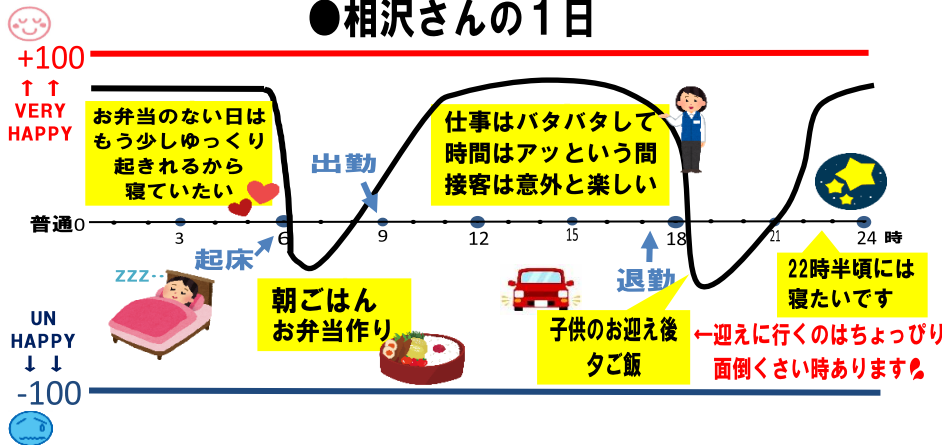 ●相沢さんの1日
+100
↑ ↑
VERY
HAPPY
お弁当のない日は
もう少しゆっくり
起きれるから
寝ていたい
仕事はバタバタして
時間はアッという間
接客は意外と楽しい
出勤
普通0
3
6
9
12
15
18
21
24 時
起床
zzz
退勤
朝ごはん
お弁当作り
子供のお迎え後
夕ご飯
22時半頃には
寝たいです
←迎えに行くのはちょっぴり
面倒くさい時あります💦
UN
HAPPY
↓ ↓
-100